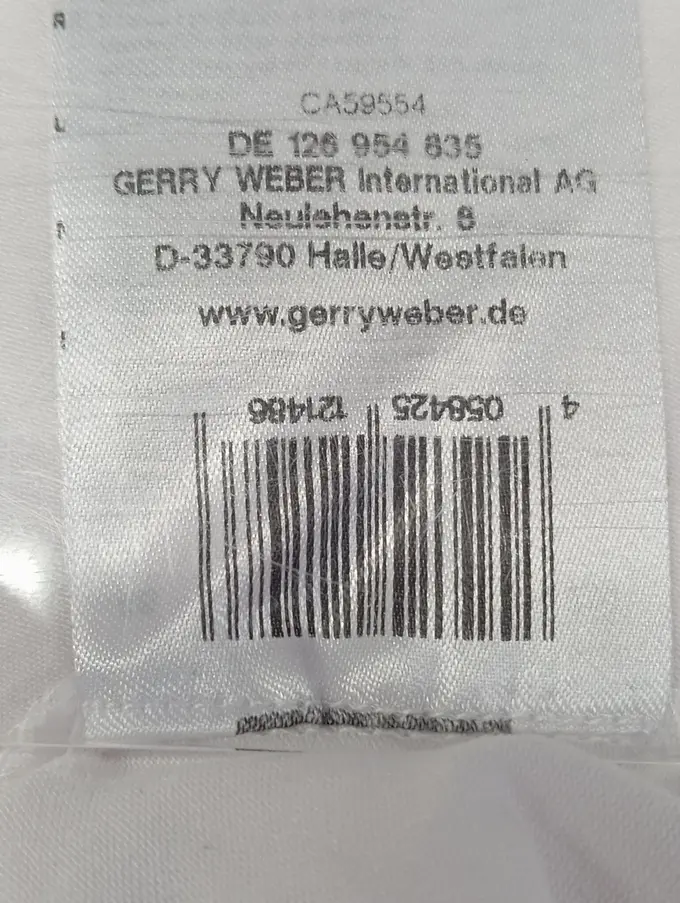 CA59554
DE 126 954 835
GERRY WEBER International AG
Neulehenstr. 8
D-33790 Halle/Westfalen
www.gerryweber.de
4 058425 121486